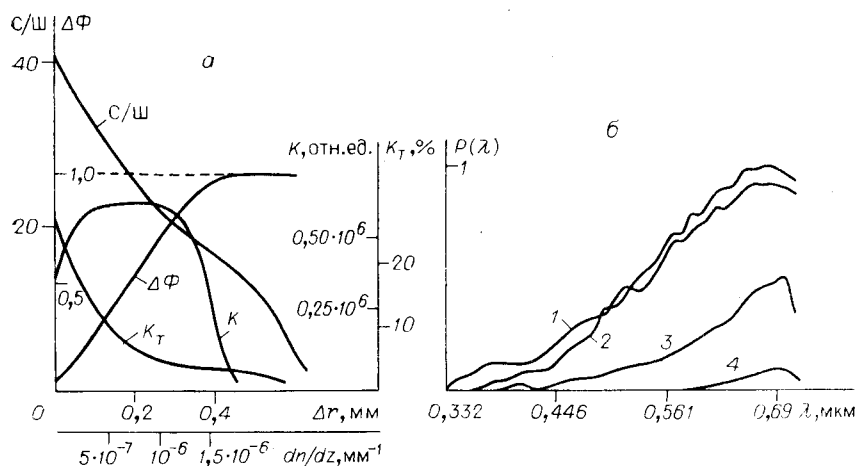 С/Ш ΔΦ
а
40
С/Ш
К, отн.ед. K_T, %
1,0
20
0,50·10⁶
20
0,5
ΔΦ
0,25·10⁶
K_T
К
10
0 0,2 0,4 Δr, мм
5·10⁻⁷ 10⁻⁶ 1,5·10⁻⁶ dn/dz, мм⁻¹
б
P(λ)
1
1
2
3
4
0,332 0,446 0,561 0,69 λ, мкм